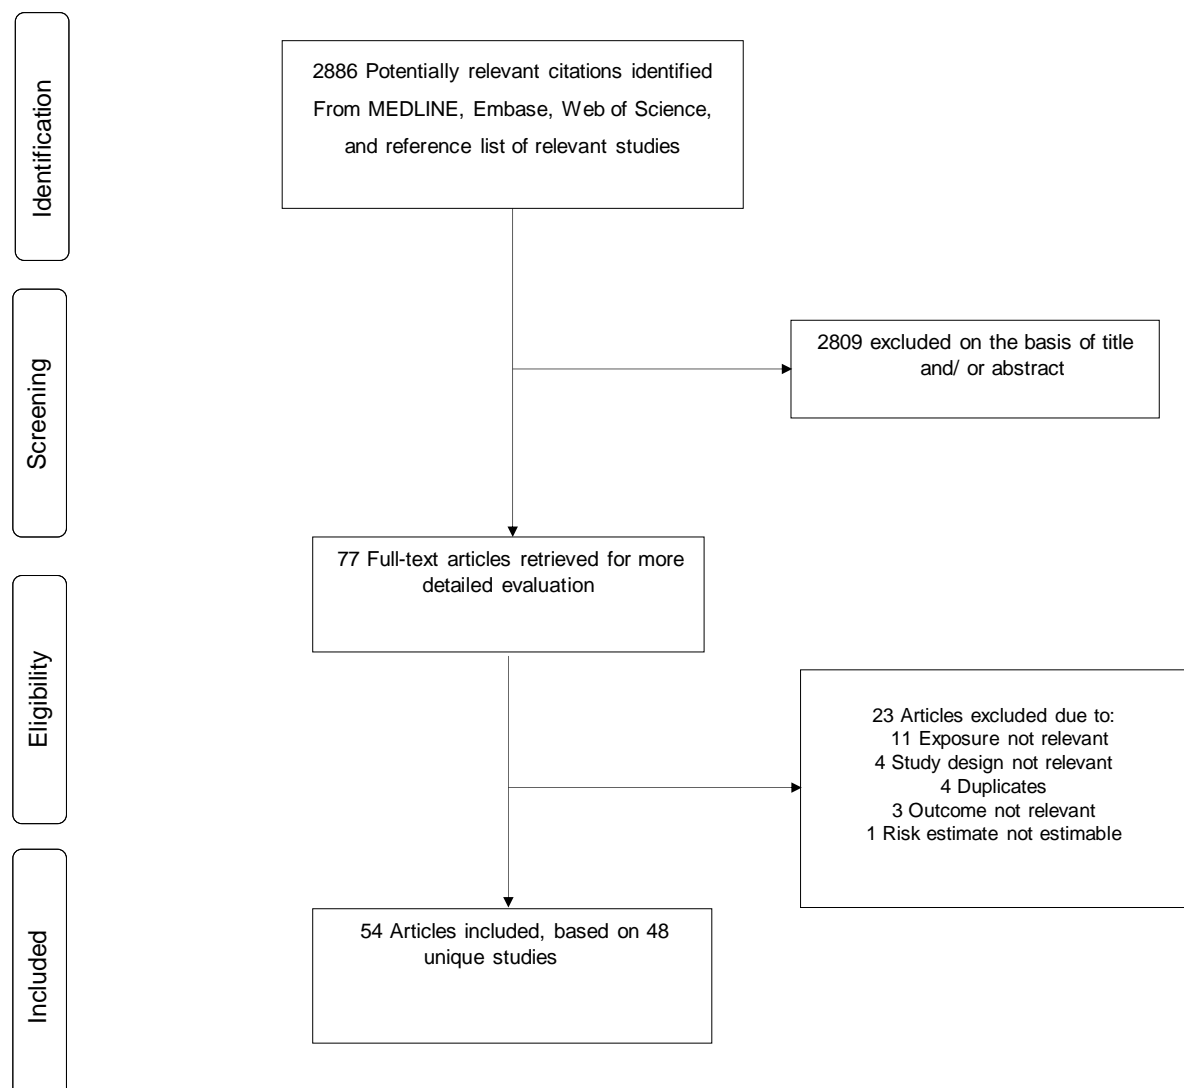 Identification
2886 Potentially relevant citations identified
From MEDLINE, Embase, Web of Science,
and reference list of relevant studies
Screening
2809 excluded on the basis of title
and/ or abstract
77 Full-text articles retrieved for more
detailed evaluation
Eligibility
23 Articles excluded due to:
11 Exposure not relevant
4 Study design not relevant
4 Duplicates
3 Outcome not relevant
1 Risk estimate not estimable
Included
54 Articles included, based on 48
unique studies